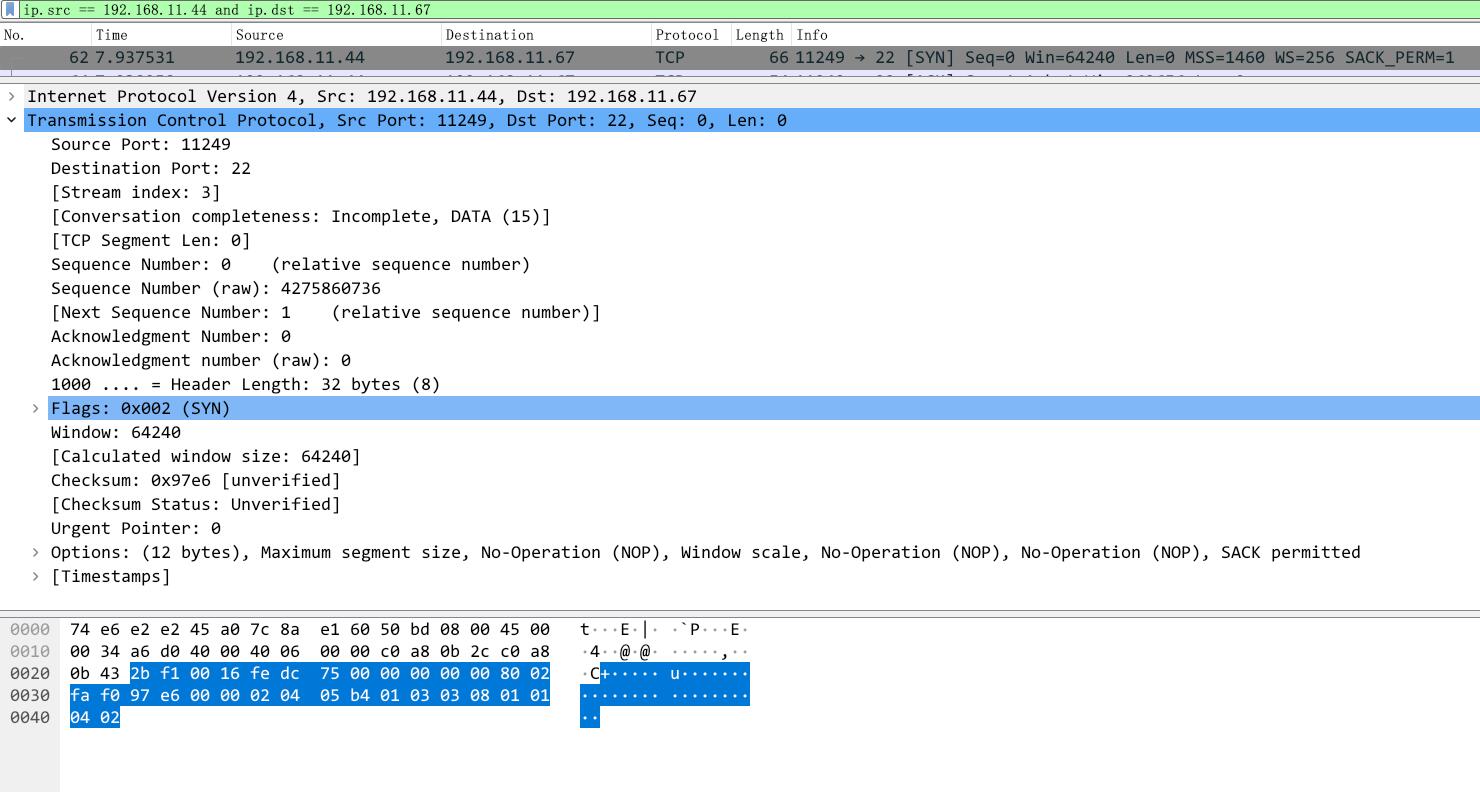 ip.src == 192.168.11.44 and ip.dst == 192.168.11.67
No. Time Source Destination Protocol Length Info
62 7.937531 192.168.11.44 192.168.11.67 TCP 66 11249 → 22 [SYN] Seq=0 Win=64240 Len=0 MSS=1460 WS=256 SACK_PERM=1
Internet Protocol Version 4, Src: 192.168.11.44, Dst: 192.168.11.67
Transmission Control Protocol, Src Port: 11249, Dst Port: 22, Seq: 0, Len: 0
Source Port: 11249
Destination Port: 22
[Stream index: 3]
[Conversation completeness: Incomplete, DATA (15)]
[TCP Segment Len: 0]
Sequence Number: 0    (relative sequence number)
Sequence Number (raw): 4275860736
[Next Sequence Number: 1    (relative sequence number)]
Acknowledgment Number: 0
Acknowledgment number (raw): 0
1000 .... = Header Length: 32 bytes (8)
Flags: 0x002 (SYN)
Window: 64240
[Calculated window size: 64240]
Checksum: 0x97e6 [unverified]
[Checksum Status: Unverified]
Urgent Pointer: 0
Options: (12 bytes), Maximum segment size, No-Operation (NOP), Window scale, No-Operation (NOP), No-Operation (NOP), SACK permitted
[Timestamps]
0000 74 e6 e2 e2 45 a0 7c 8a e1 60 50 bd 08 00 45 00 t···E·|· ·`P···E·
0010 00 34 a6 d0 40 00 40 06 00 00 c0 a8 0b 2c c0 a8 ·4··@·@· ·····,··
0020 0b 43 2b f1 00 16 fe dc 75 00 00 00 00 00 80 02 ·C+····· u·······
0030 fa f0 97 e6 00 00 02 04 05 b4 01 03 03 08 01 01 ········ ········
0040 04 02 ··